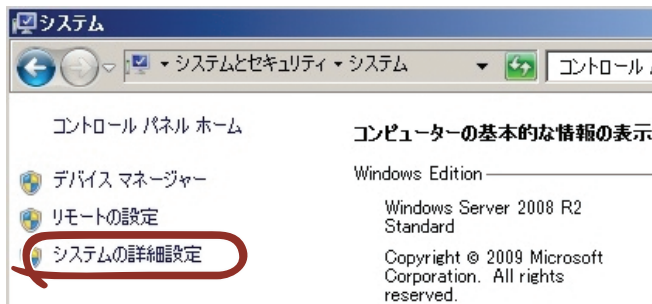 システム
システムとセキュリティ システム
コントロール
コントロール パネル ホーム
デバイス マネージャー
リモートの設定
システムの詳細設定
コンピューターの基本的な情報の表示
Windows Edition
Windows Server 2008 R2
Standard
Copyright © 2009 Microsoft
Corporation. All rights
reserved.